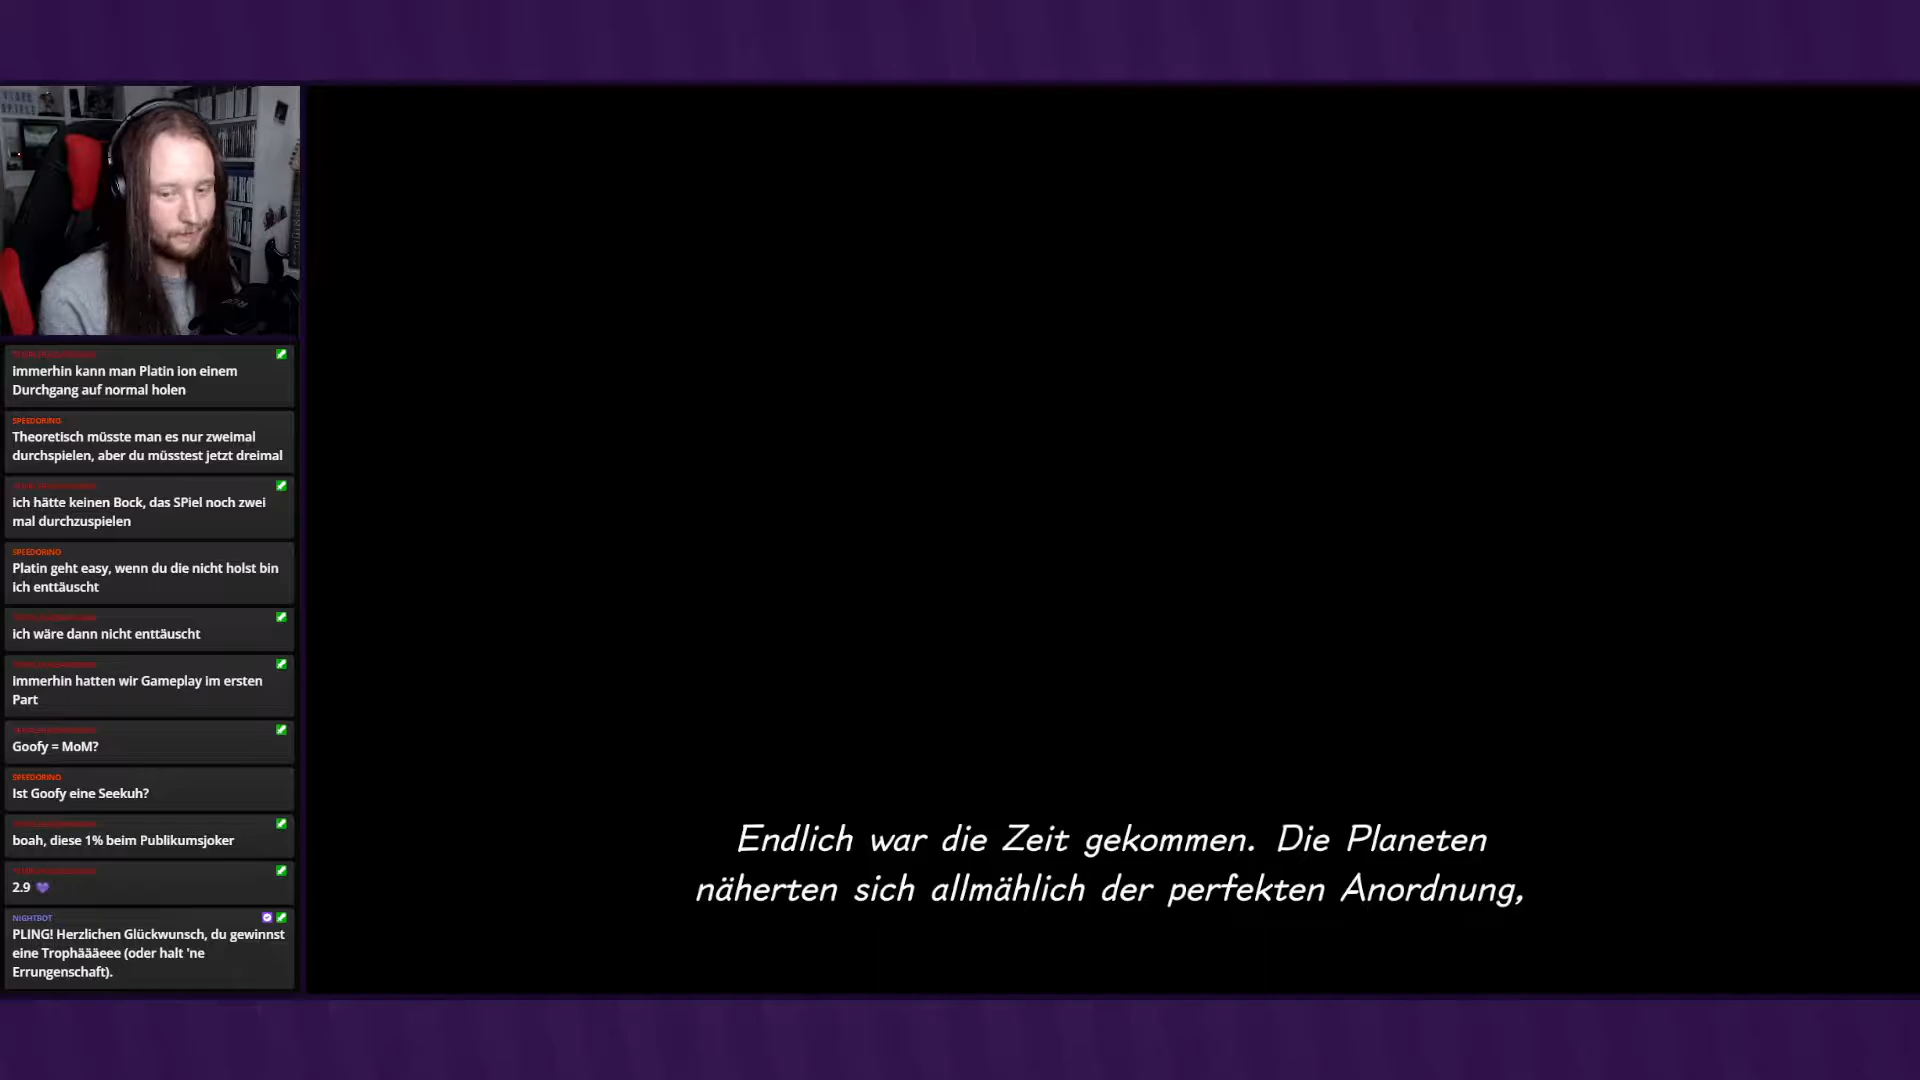 immerhin kann man Platin ion einem
Durchgang auf normal holen
SPEEDORINO
Theoretisch müsste man es nur zweimal
durchspielen, aber du müsstest jetzt dreimal
ich hätte keinen Bock, das SPiel noch zwei
mal durchzuspielen
SPEEDORINO
Platin geht easy, wenn du die nicht holst bin
ich enttäuscht
ich wäre dann nicht enttäuscht
immerhin hatten wir Gameplay im ersten
Part
Goofy = MoM?
SPEEDORINO
Ist Goofy eine Seekuh?
boah, diese 1% beim Publikumsjoker
2.9 💜
NIGHTBOT
PLING! Herzlichen Glückwunsch, du gewinnst
eine Trophäääeee (oder halt 'ne
Errungenschaft).
Endlich war die Zeit gekommen. Die Planeten
näherten sich allmählich der perfekten Anordnung,